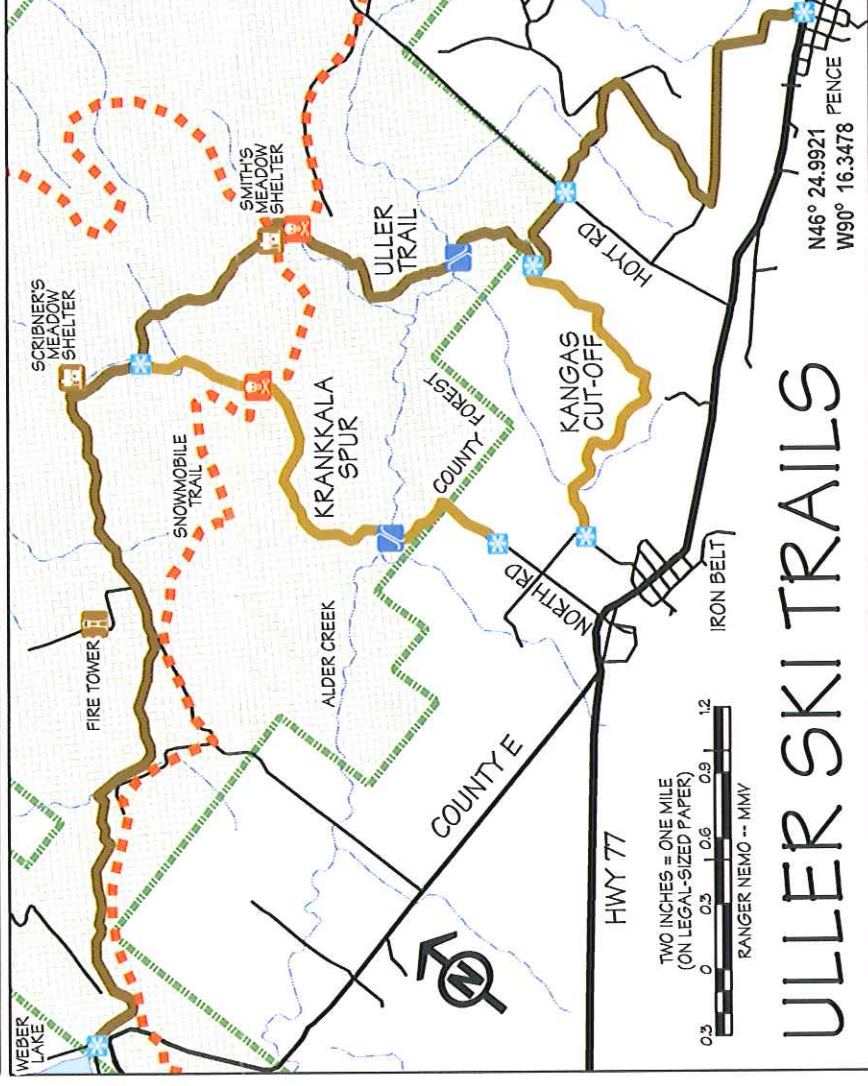 WEBER
LAKE
FIRE TOWER
SCRIBNER'S
MEADOW
SHELTER
SMITH'S
MEADOW
SHELTER
SNOWMOBILE
TRAIL
KRANKKALA
SPUR
ULLER
TRAIL
ALDER CREEK
COUNTY FOREST
COUNTY E
NORTH RD
KANGAS
CUT-OFF
HOYT RD
HWY 77
IRON BELT
PENCE
N46° 24.9921
W90° 16.3478
N
TWO INCHES = ONE MILE
(ON LEGAL-SIZED PAPER)
0.3 0 0.3 0.6 0.9 1.2
RANGER NEMO -- MMV
ULLER SKI TRAILS